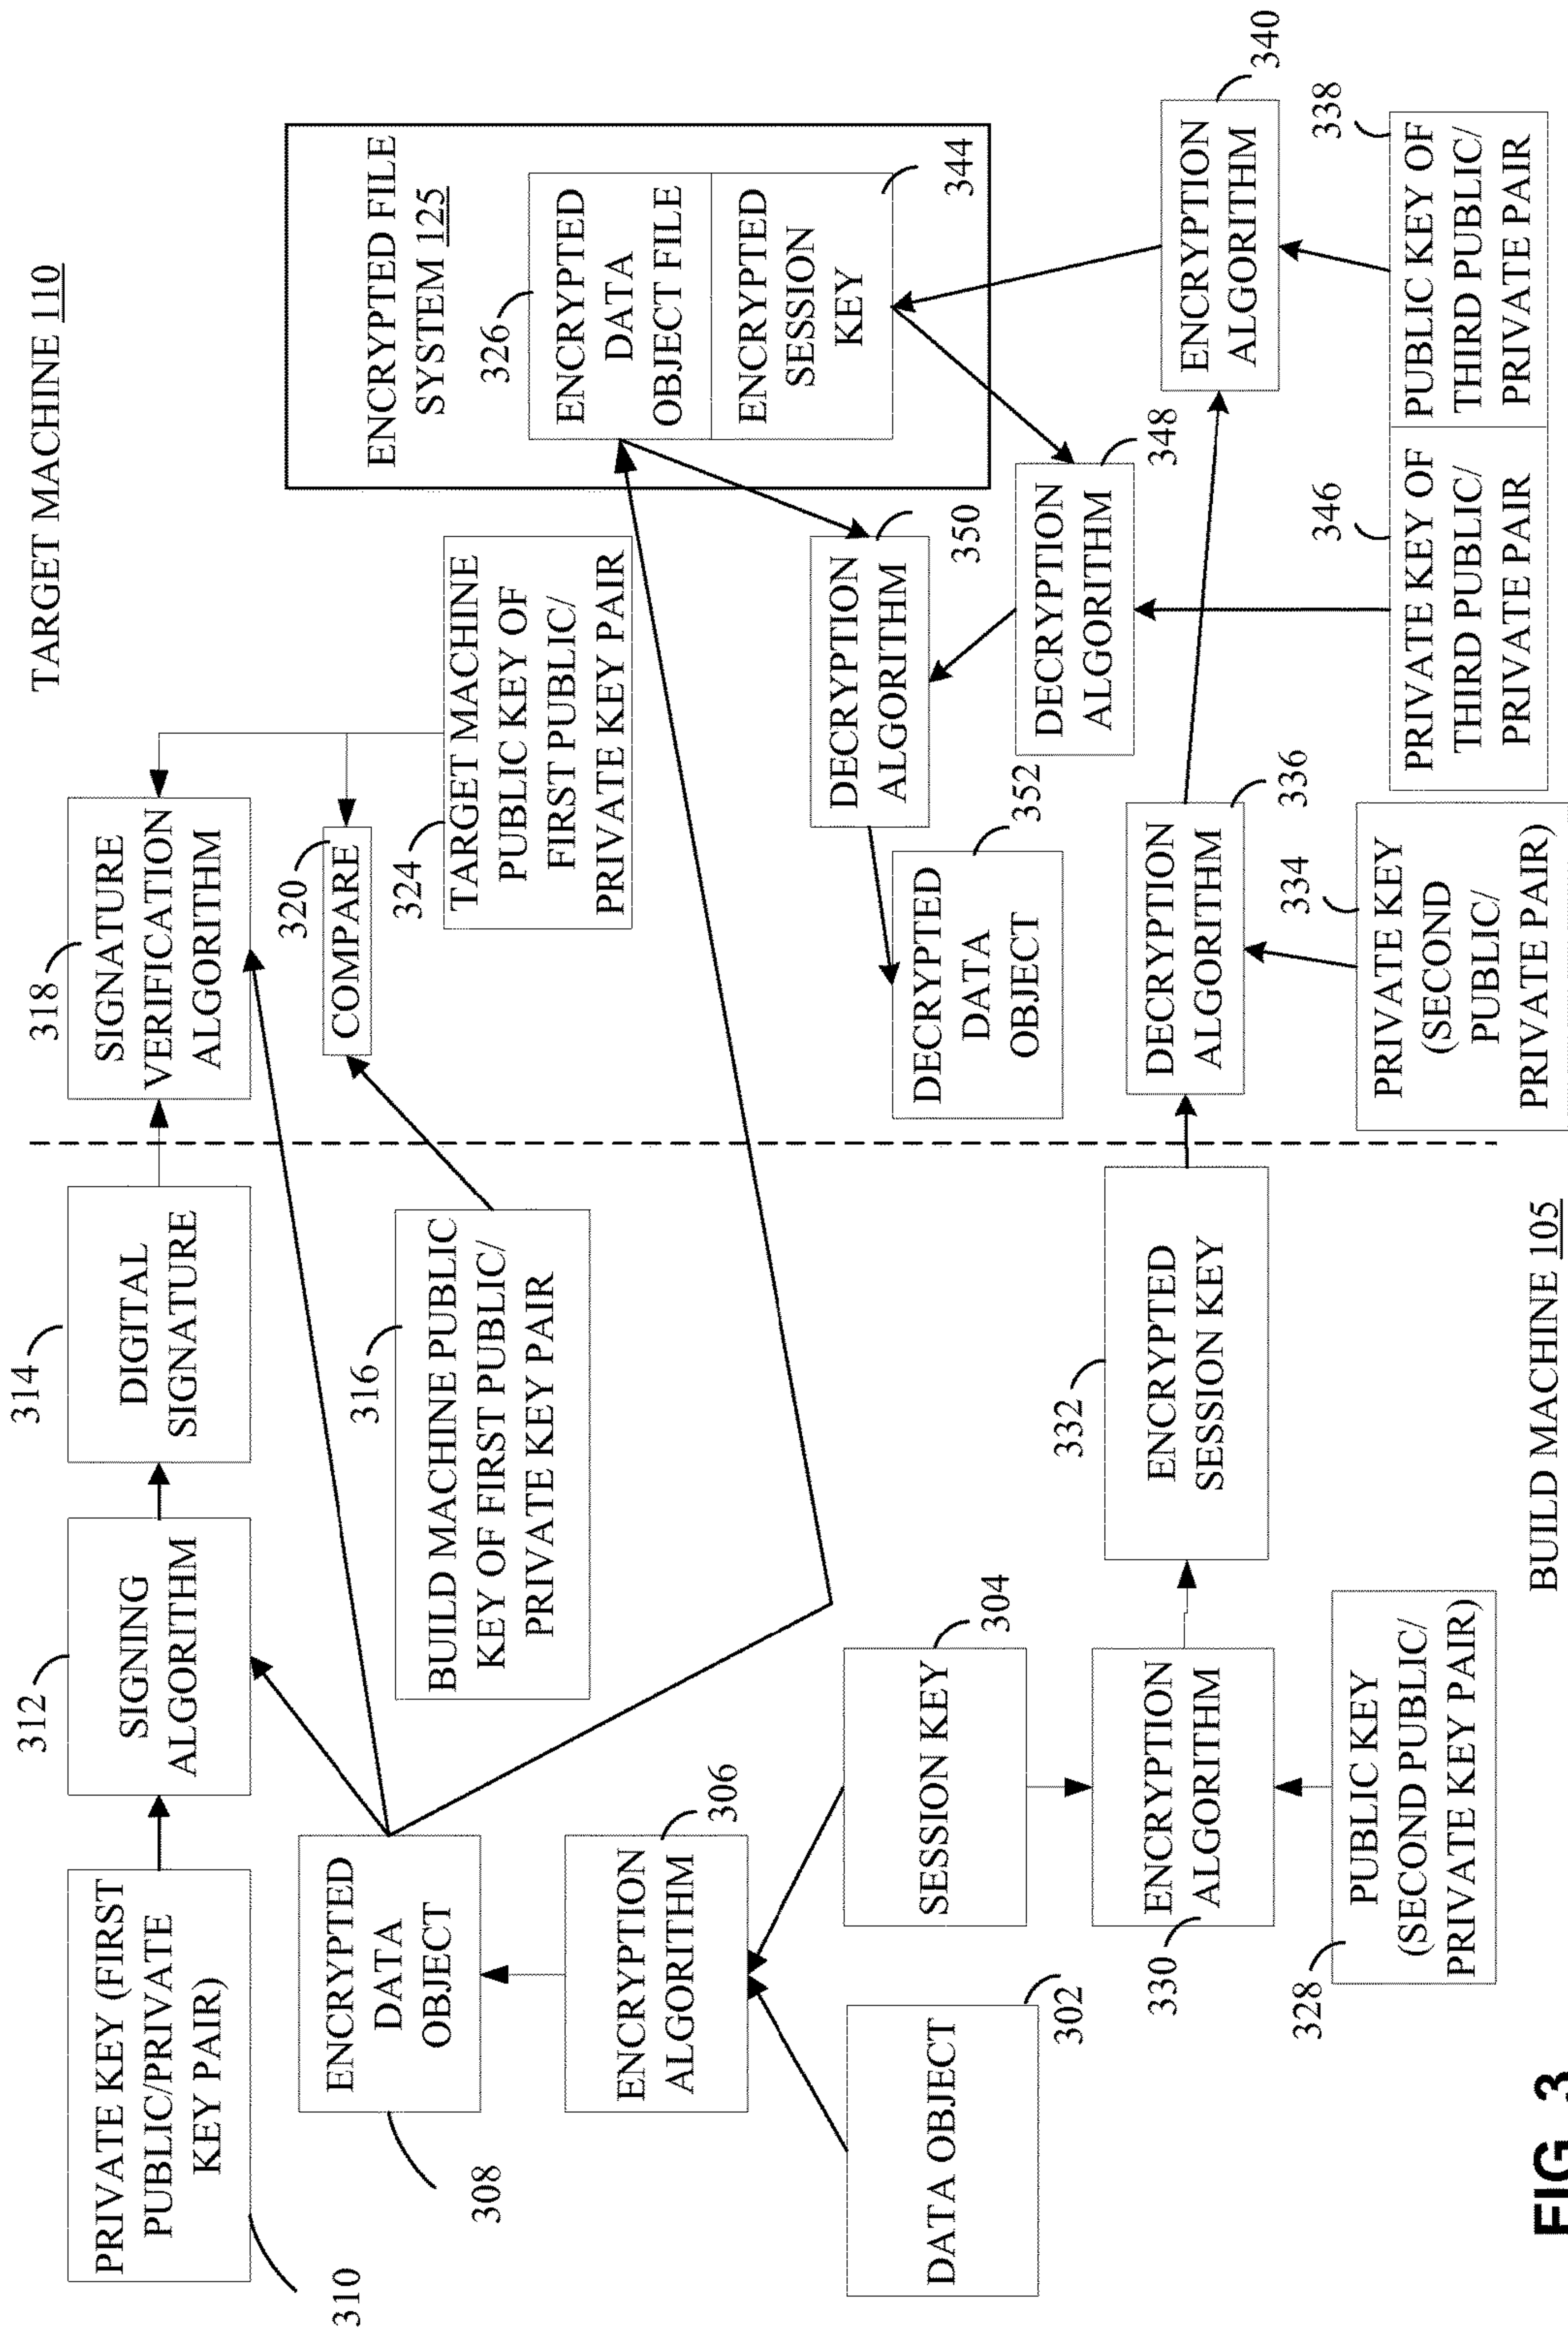 TARGET MACHINE 110
PRIVATE KEY (FIRST
PUBLIC/PRIVATE
KEY PAIR)
310
312
SIGNING
ALGORITHM
314
DIGITAL
SIGNATURE
318
SIGNATURE
VERIFICATION
ALGORITHM
320
COMPARE
324
TARGET MACHINE
PUBLIC KEY OF
FIRST PUBLIC/
PRIVATE KEY PAIR
ENCRYPTED FILE
SYSTEM 125
326
ENCRYPTED
DATA
OBJECT FILE
ENCRYPTED
SESSION
KEY
344
ENCRYPTED
DATA
OBJECT
308
316
BUILD MACHINE PUBLIC
KEY OF FIRST PUBLIC/
PRIVATE KEY PAIR
ENCRYPTION
ALGORITHM
306
DECRYPTION
ALGORITHM
350
DECRYPTED
DATA
OBJECT
352
DECRYPTION
ALGORITHM
348
DATA OBJECT
302
SESSION KEY
304
ENCRYPTION
ALGORITHM
330
332
ENCRYPTED
SESSION KEY
DECRYPTION
ALGORITHM
336
ENCRYPTION
ALGORITHM
340
328
PUBLIC KEY
(SECOND PUBLIC/
PRIVATE KEY PAIR)
334
PRIVATE KEY
(SECOND
PUBLIC/
PRIVATE PAIR)
346
PRIVATE KEY OF
THIRD PUBLIC/
PRIVATE PAIR
338
PUBLIC KEY OF
THIRD PUBLIC/
PRIVATE PAIR
BUILD MACHINE 105
FIG. 3